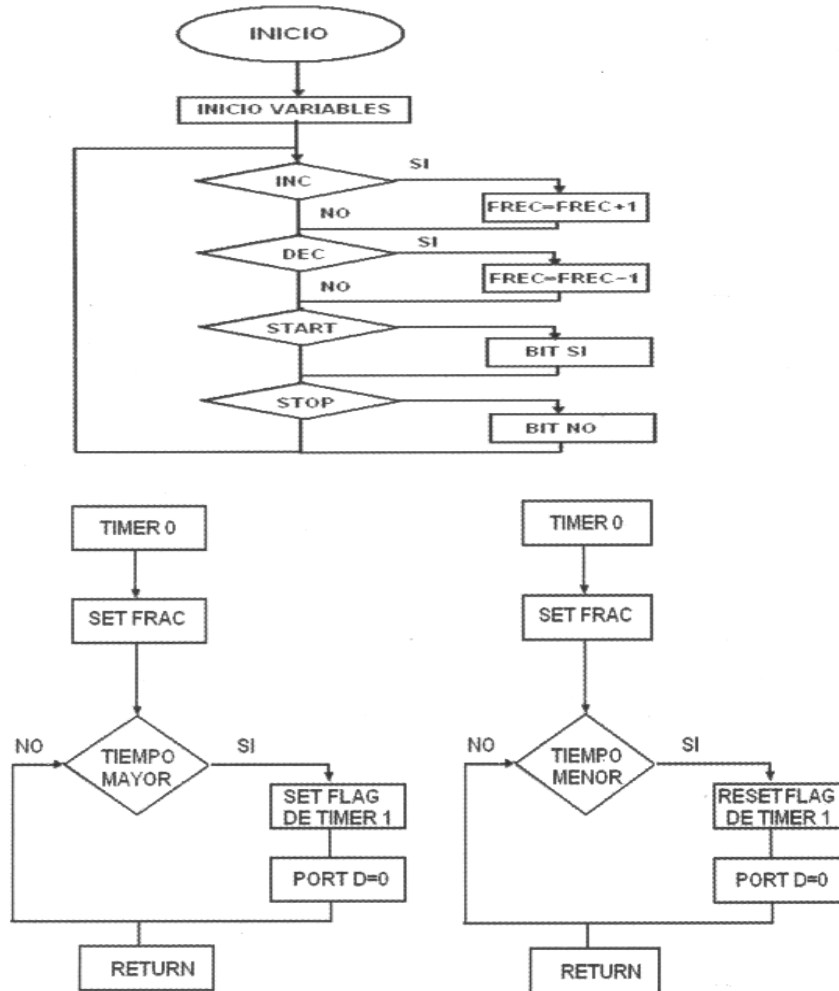 INICIO
INICIO VARIABLES
INC
SI
FREC=FREC+1
NO
DEC
SI
FREC=FREC-1
NO
START
BIT SI
STOP
BIT NO
TIMER 0
SET FRAC
TIEMPO
MAYOR
NO
SI
SET FLAG
DE TIMER 1
PORT D=0
RETURN
TIMER 0
SET FRAC
TIEMPO
MENOR
NO
SI
RESET FLAG
DE TIMER 1
PORT D=0
RETURN